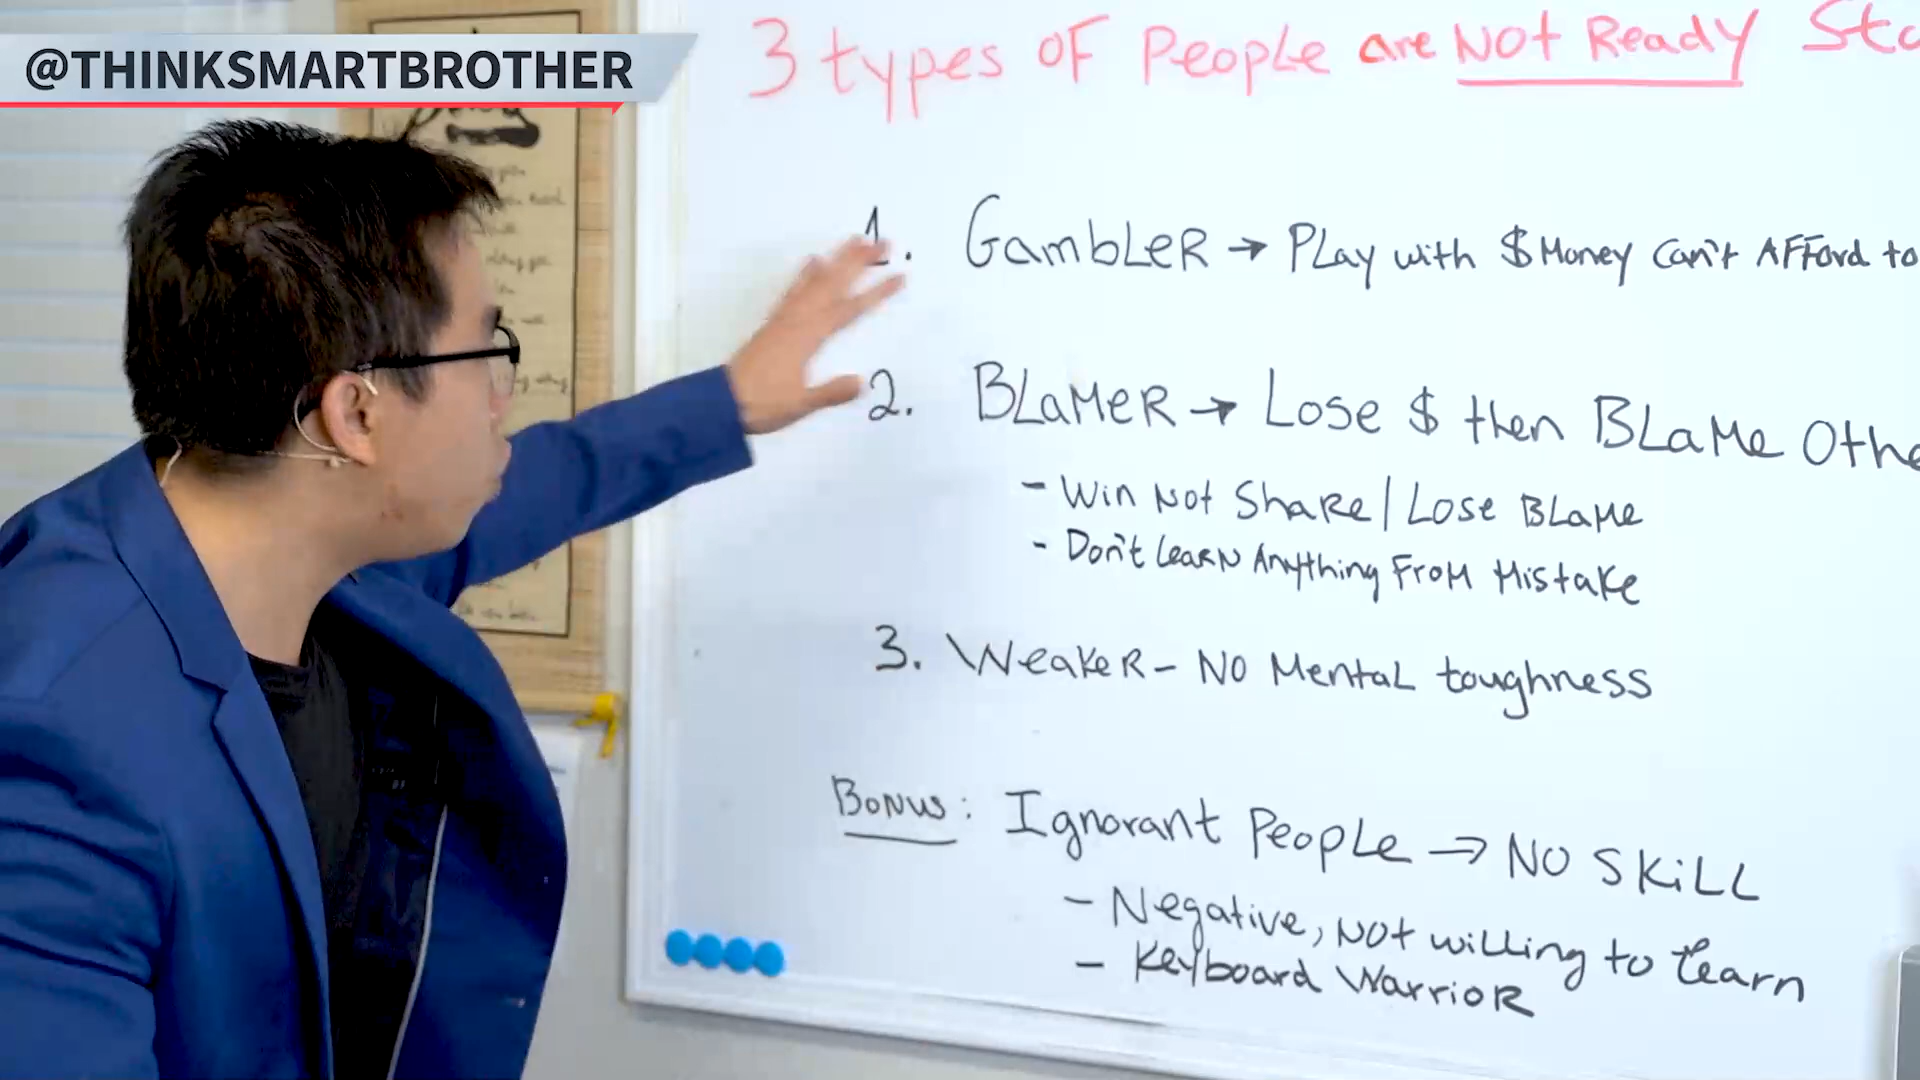 @THINKSMARTBROTHER
3 types of People are Not Ready
1. Gambler → Play with $ Money Can't Afford to
2. Blamer → Lose $ then Blame
- Win Not Share/Lose Blame
- Don't Learn Anything From Mistake
3. Weaker - No Mental toughness
Bonus: Ignorant People → No Skill
- Negative, Not willing to learn
- Keyboard Warrior